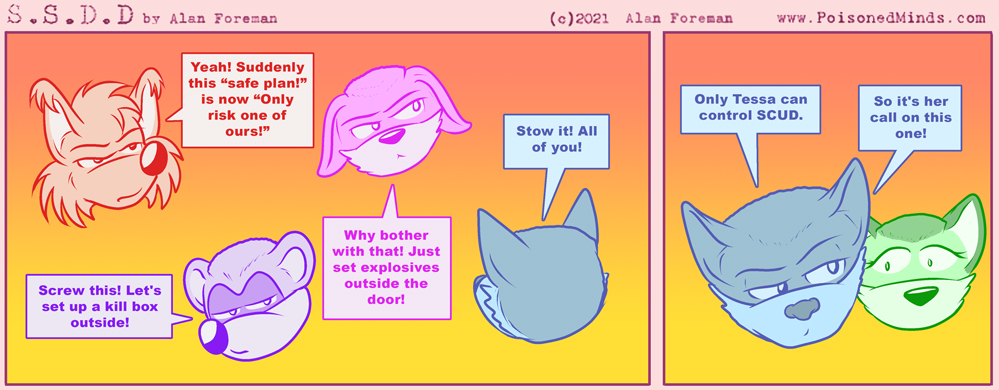 S.S.D.D by Alan Foreman (c)2021 Alan Foreman www.PoisonedMinds.com
Yeah! Suddenly
this “safe plan!”
is now “Only
risk one of
ours!”
Screw this! Let's
set up a kill box
outside!
Why bother
with that! Just
set explosives
outside the
door!
Stow it! All
of you!
Only Tessa can
control SCUD.
So it's her
call on this
one!